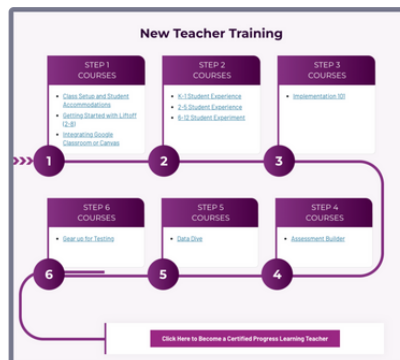 New Teacher Training
STEP 1
COURSES
Class Setup and Student
Accommodations
Getting Started with Liftoff
(2-8)
Integrating Google
Classroom or Canvas
1
STEP 2
COURSES
K-1 Student Experience
2-5 Student Experience
6-12 Student Experiment
2
STEP 3
COURSES
Implementation (10)
3
STEP 4
COURSES
Assessment Builder
4
STEP 5
COURSES
Data Dive
5
STEP 6
COURSES
Gear up for Testing
6
Click Here to Become a Certified Progress Learning Teacher